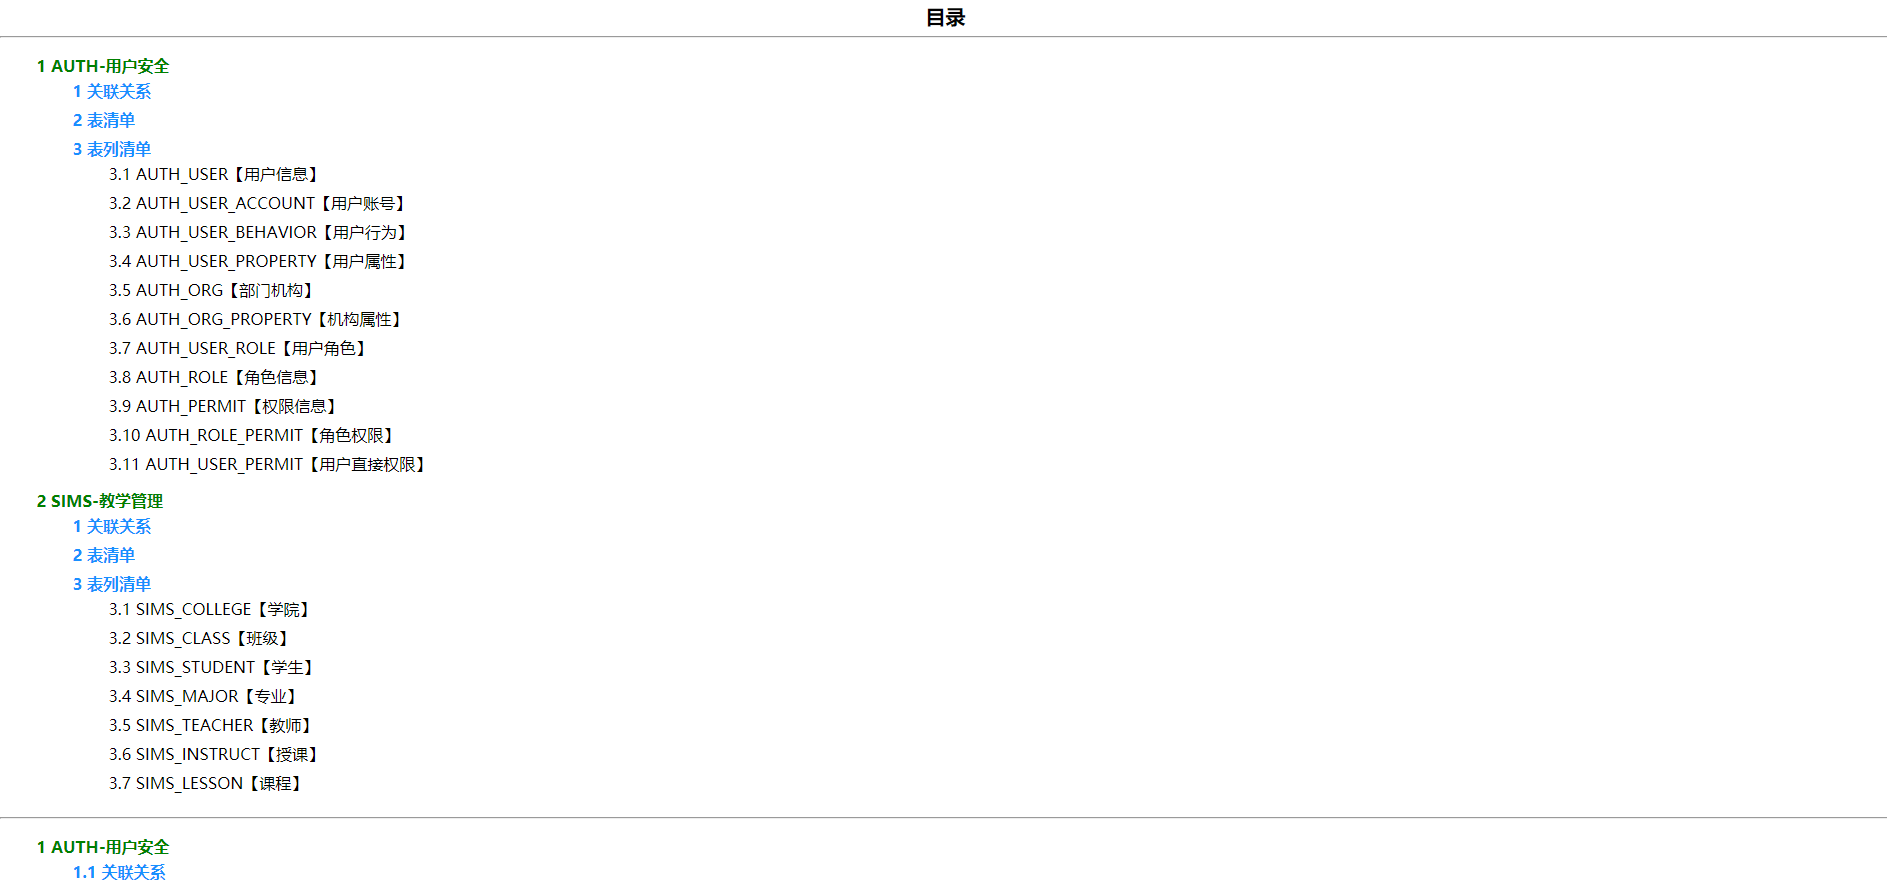 目录
1 AUTH-用户安全
1 关联关系
2 表清单
3 表列清单
3.1 AUTH_USER【用户信息】
3.2 AUTH_USER_ACCOUNT【用户账号】
3.3 AUTH_USER_BEHAVIOR【用户行为】
3.4 AUTH_USER_PROPERTY【用户属性】
3.5 AUTH_ORG【部门机构】
3.6 AUTH_ORG_PROPERTY【机构属性】
3.7 AUTH_USER_ROLE【用户角色】
3.8 AUTH_ROLE【角色信息】
3.9 AUTH_PERMIT【权限信息】
3.10 AUTH_ROLE_PERMIT【角色权限】
3.11 AUTH_USER_PERMIT【用户直接权限】
2 SIMS-教学管理
1 关联关系
2 表清单
3 表列清单
3.1 SIMS_COLLEGE【学院】
3.2 SIMS_CLASS【班级】
3.3 SIMS_STUDENT【学生】
3.4 SIMS_MAJOR【专业】
3.5 SIMS_TEACHER【教师】
3.6 SIMS_INSTRUCT【授课】
3.7 SIMS_LESSON【课程】
1 AUTH-用户安全
1.1 关联关系